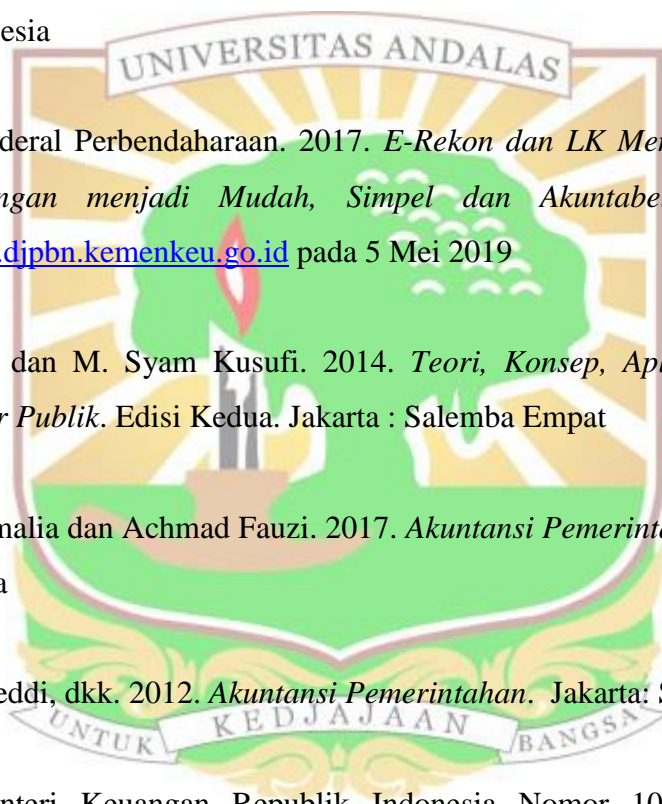 esia
UNIVERSITAS ANDALAS
deral Perbendaharaan. 2017. E-Rekon dan LK Me
ngan menjadi Mudah, Simpel dan Akuntabe
.djpbn.kemenkeu.go.id pada 5 Mei 2019
dan M. Syam Kusufi. 2014. Teori, Konsep, Ap
r Publik. Edisi Kedua. Jakarta : Salemba Empat
malia dan Achmad Fauzi. 2017. Akuntansi Pemerint
a
eddi, dkk. 2012. Akuntansi Pemerintahan. Jakarta: S
UNTUK KEDJAJAAN BANGSA
nteri Keuangan Republik Indonesia Nomor 10